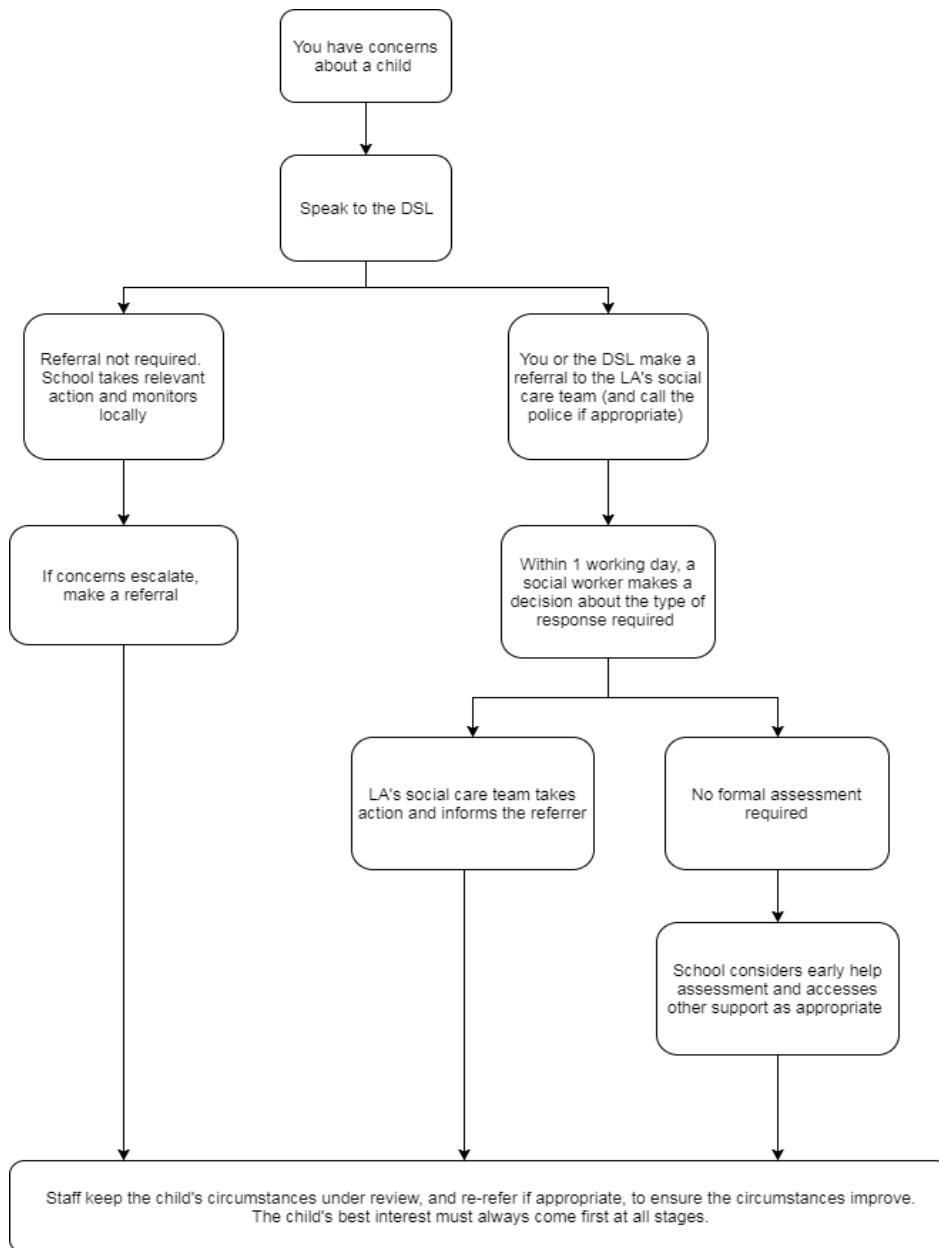 You have concerns
about a child
Speak to the DSL
Referral not required.
School takes relevant
action and monitors
locally
You or the DSL make a
referral to the LA's social
care team (and call the
police if appropriate)
If concerns escalate,
make a referral
Within 1 working day, a
social worker makes a
decision about the type of
response required
LA's social care team takes
action and informs the referrer
No formal assessment
required
School considers early help
assessment and accesses
other support as appropriate
Staff keep the child's circumstances under review, and re-refer if appropriate, to ensure the circumstances improve.
The child's best interest must always come first at all stages.